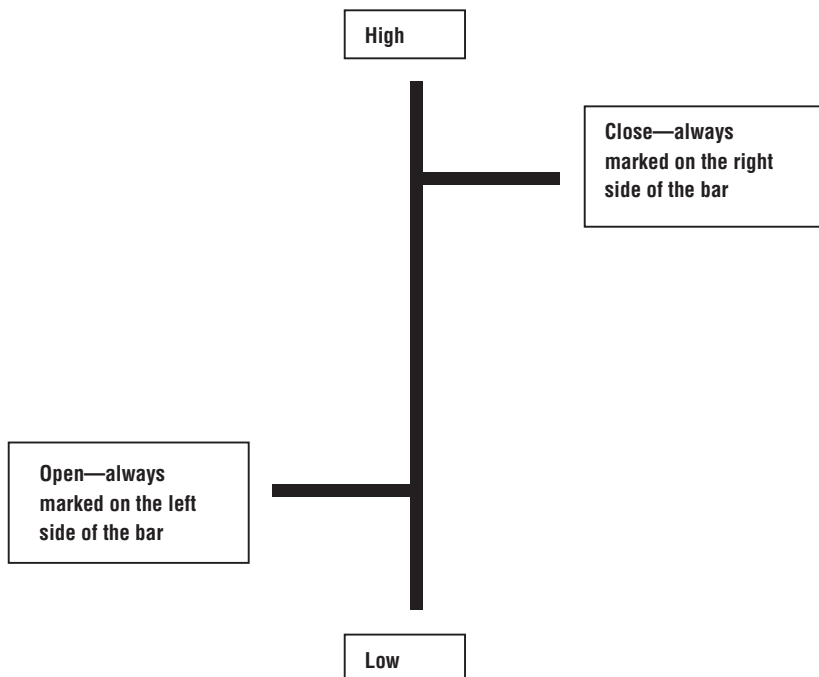 High
Close—always
marked on the right
side of the bar
Open—always
marked on the left
side of the bar
Low